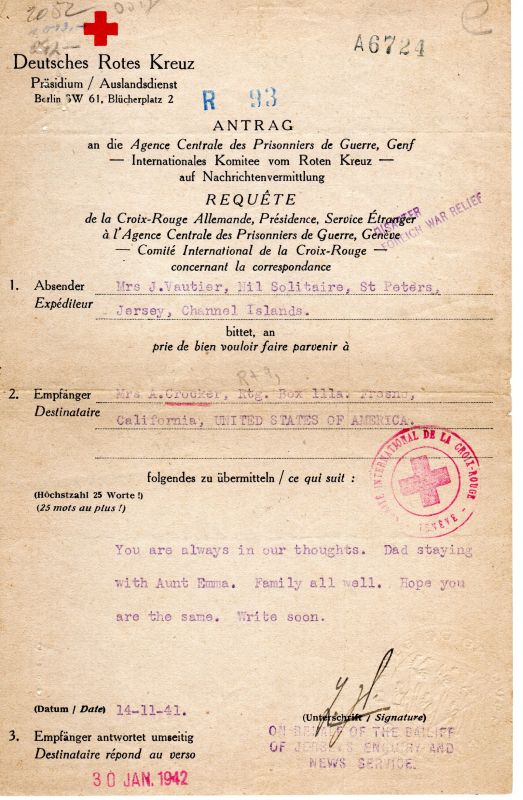 2052
A6724
Deutsches Rotes Kreuz
Präsidium / Auslandsdienst
Berlin SW 61, Blücherplatz 2
R 93
ANTRAG
an die Agence Centrale des Prisonniers de Guerre, Genf
— Internationales Komitee vom Roten Kreuz —
auf Nachrichtenvermittlung
REQUÊTE
de la Croix-Rouge Allemande, Présidence, Service Étranger
à l'Agence Centrale des Prisonniers de Guerre, Genève
— Comité International de la Croix-Rouge —
concernant la correspondance
DISASTER
FOREIGN WAR RELIEF
1. Absender Mrs J.Vautier, Mil Solitaire, St Peters,
Expéditeur Jersey, Channel Islands.
bittet, an
prie de bien vouloir faire parvenir à
2. Empfänger Mrs A.Crocker, Rtg. Box 111a. Fresno,
Destinataire California, UNITED STATES OF AMERICA.
COMITÉ INTERNATIONAL DE LA CROIX-ROUGE
- GENÈVE -
folgendes zu übermitteln / ce qui suit :
(Höchstzahl 25 Worte !)
(25 mots au plus !)
You are always in our thoughts. Dad staying
with Aunt Emma. Family all well. Hope you
are the same. Write soon.
(Datum / Date) 14-11-41.
(Unterschrift / Signature)
ON BEHALF OF THE BAILIFF
OF JERSEY'S ENQUIRY AND
NEWS SERVICE.
3. Empfänger antwortet umseitig
Destinataire répond au verso
30 JAN. 1942